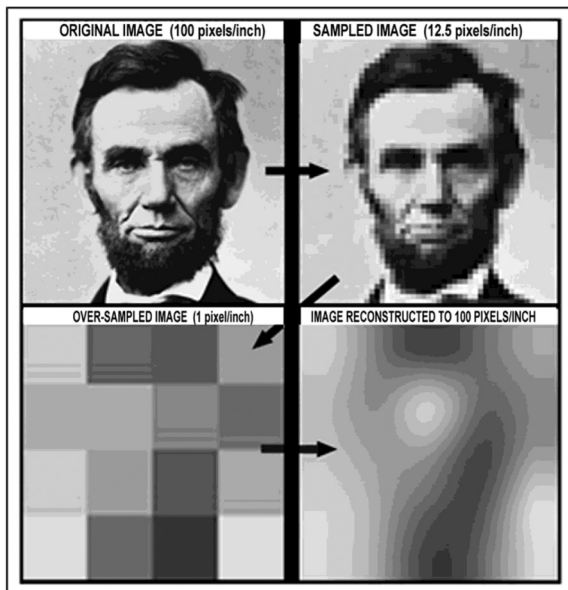 ORIGINAL IMAGE (100 pixels/inch)
SAMPLED IMAGE (12.5 pixels/inch)
OVER-SAMPLED IMAGE (1 pixel/inch)
IMAGE RECONSTRUCTED TO 100 PIXELS/INCH